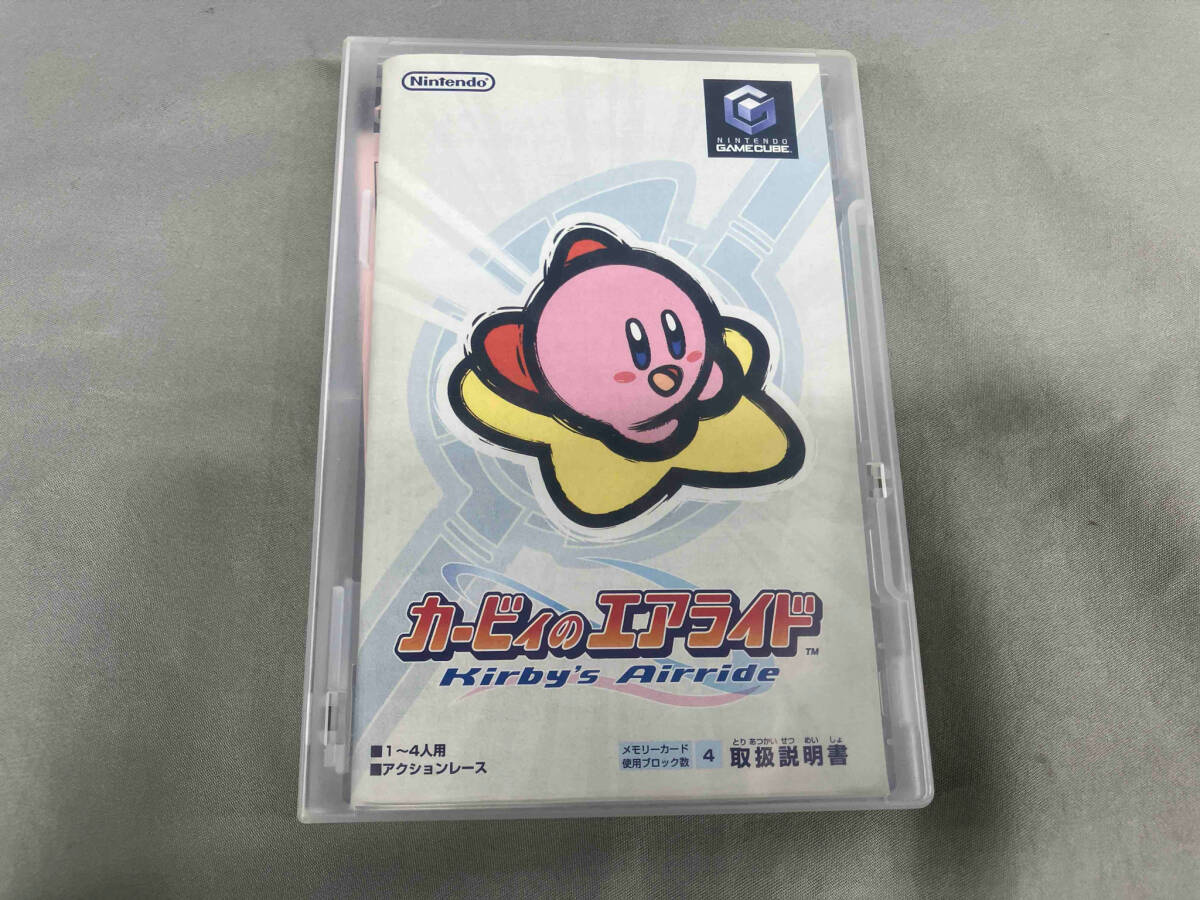 Nintendo
NINTENDO
GAMECUBE
カービィの エアライド
TM
Kirby's Airride
■1〜4人用
■アクションレース
メモリーカード
使用ブロック数
4
とり あつかい せつ めい しょ
取扱説明書